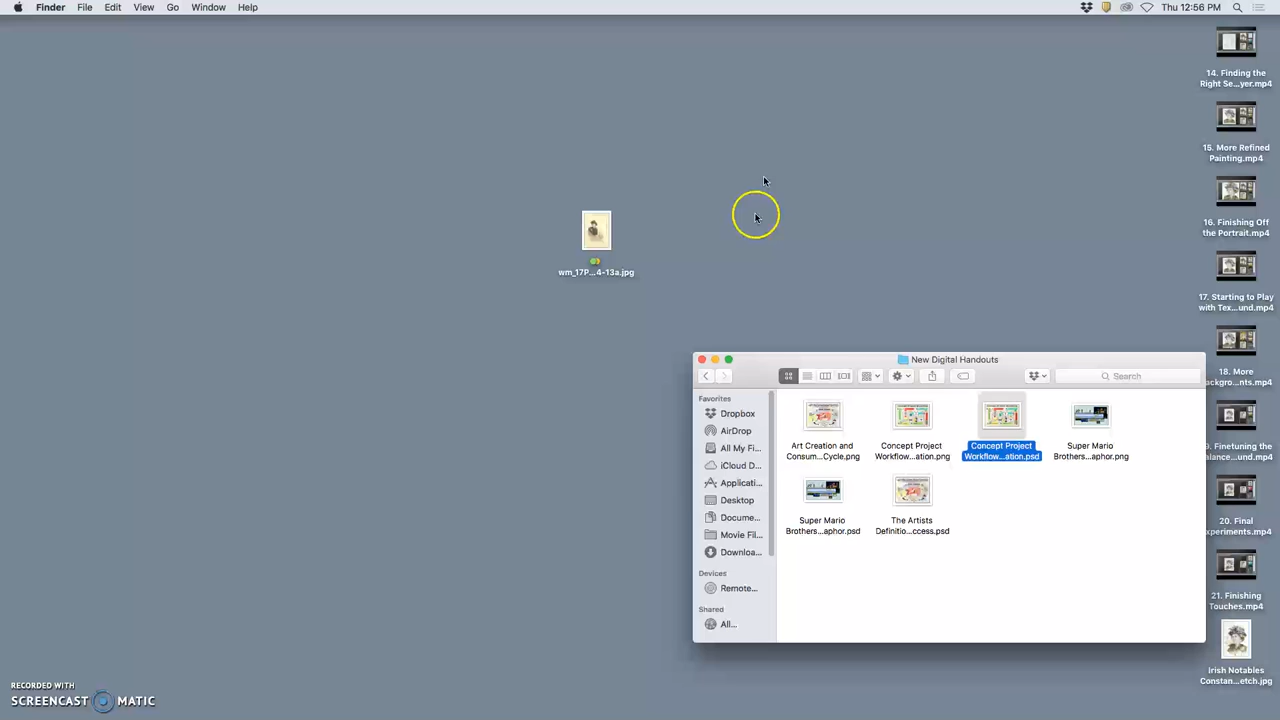 Finder File Edit View Go Window Help
Thu 12:56 PM
14. Finding the
Right Se...yer.mp4
15. More Refined
Painting.mp4
16. Finishing Off
the Portrait.mp4
17. Starting to Play
with Tex...und.mp4
18. More
...nts.mp4
Finetuning the
...und.mp4
20. Final
...mp4
21. Finishing
Touches.mp4
Irish Notables
Constan...etch.jpg
wm_17P...4-13a.jpg
New Digital Handouts
Search
Favorites
Dropbox
AirDrop
All My Fi...
iCloud D...
Applicati...
Desktop
Docume...
Movie Fil...
Downloa...
Devices
Remote...
Shared
All...
Art Creation and
Consum...Cycle.png
Concept Project
Workflow...ation.png
Concept Project
Workflow...ation.psd
Super Mario
Brothers...aphor.png
Super Mario
Brothers...aphor.psd
The Artists
Definitio...ccess.psd
RECORDED WITH
SCREENCAST MATIC